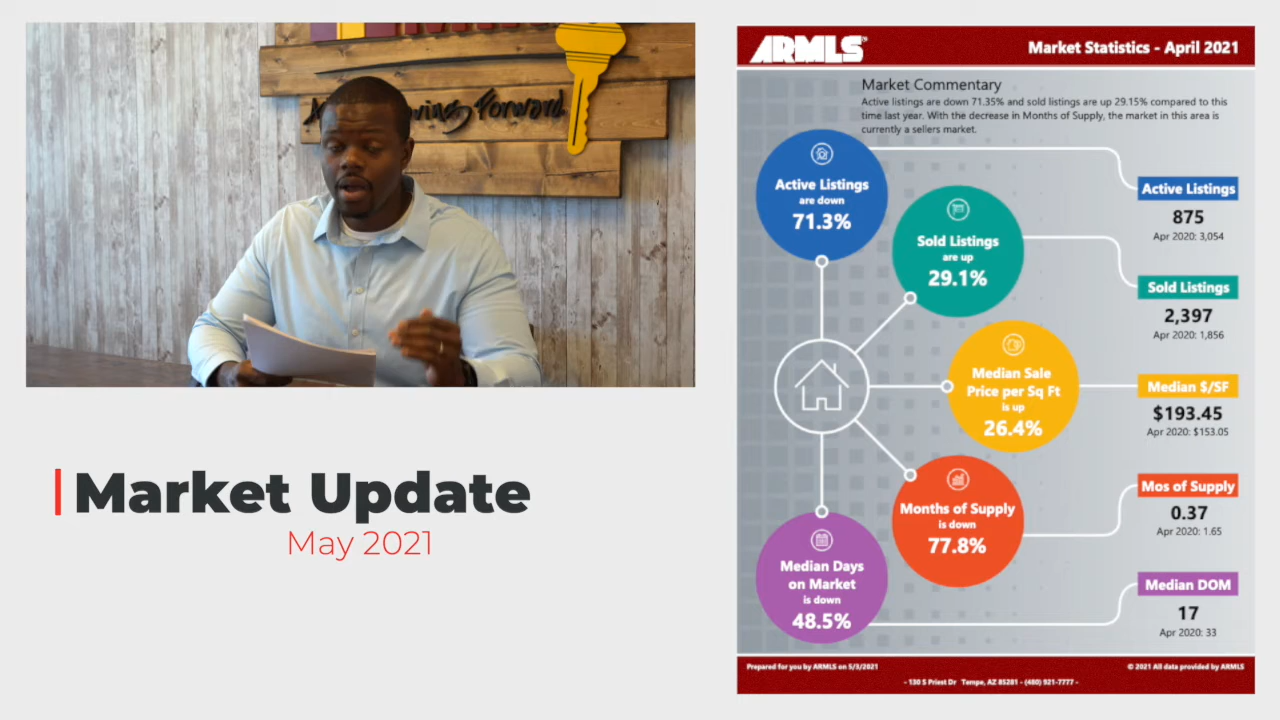 ving Forward
Market Update
May 2021
ARMLS™
Market Statistics - April 2021
Market Commentary
Active listings are down 71.35% and sold listings are up 29.15% compared to this
time last year. With the decrease in Months of Supply, the market in this area is
currently a sellers market.
Active Listings
are down
71.3%
Sold Listings
are up
29.1%
Median Sale
Price per Sq Ft
is up
26.4%
Months of Supply
is down
77.8%
Median Days
on Market
is down
48.5%
Active Listings
875
Apr 2020: 3,054
Sold Listings
2,397
Apr 2020: 1,856
Median $/SF
$193.45
Apr 2020: $153.05
Mos of Supply
0.37
Apr 2020: 1.65
Median DOM
17
Apr 2020: 33
Prepared for you by ARMLS on 5/3/2021
© 2021 All data provided by ARMLS
- 130 S Priest Dr Tempe, AZ 85281 - (480) 921-7777 -